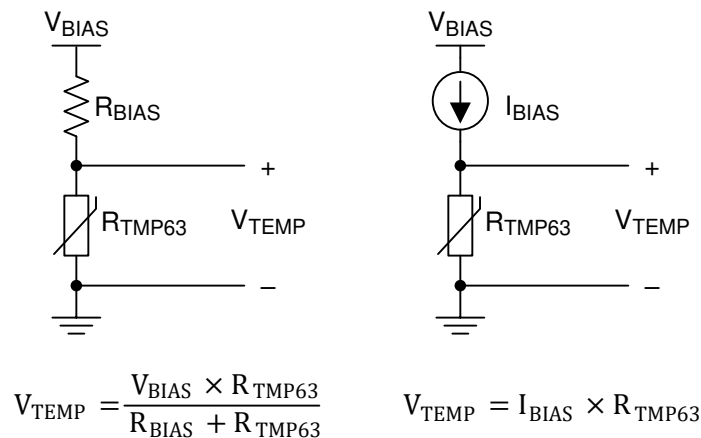 V_BIAS V_BIAS
R_BIAS I_BIAS
+ +
R_TMP63 V_TEMP R_TMP63 V_TEMP
– –
V_TEMP = (V_BIAS × R_TMP63) / (R_BIAS + R_TMP63) V_TEMP = I_BIAS × R_TMP63